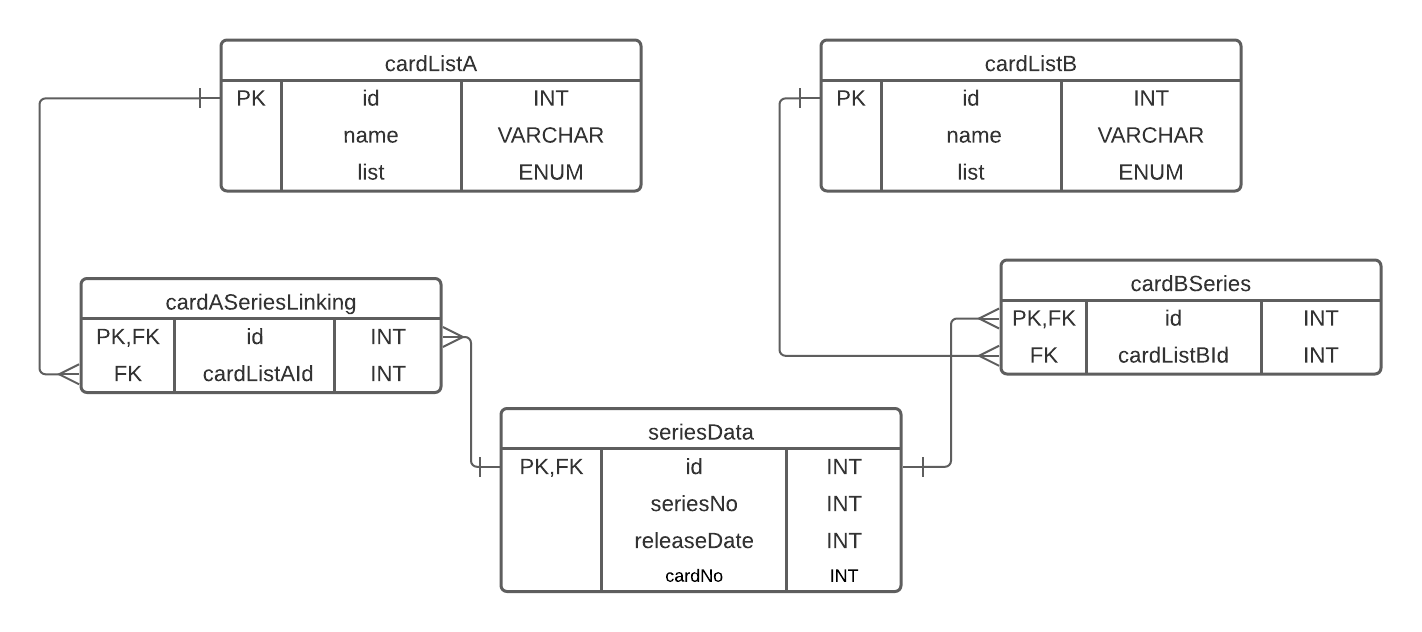 cardListA
PK id INT
name VARCHAR
list ENUM
cardListB
PK id INT
name VARCHAR
list ENUM
cardASeriesLinking
PK,FK id INT
FK cardListAId INT
cardBSeries
PK,FK id INT
FK cardListBId INT
seriesData
PK,FK id INT
seriesNo INT
releaseDate INT
cardNo INT